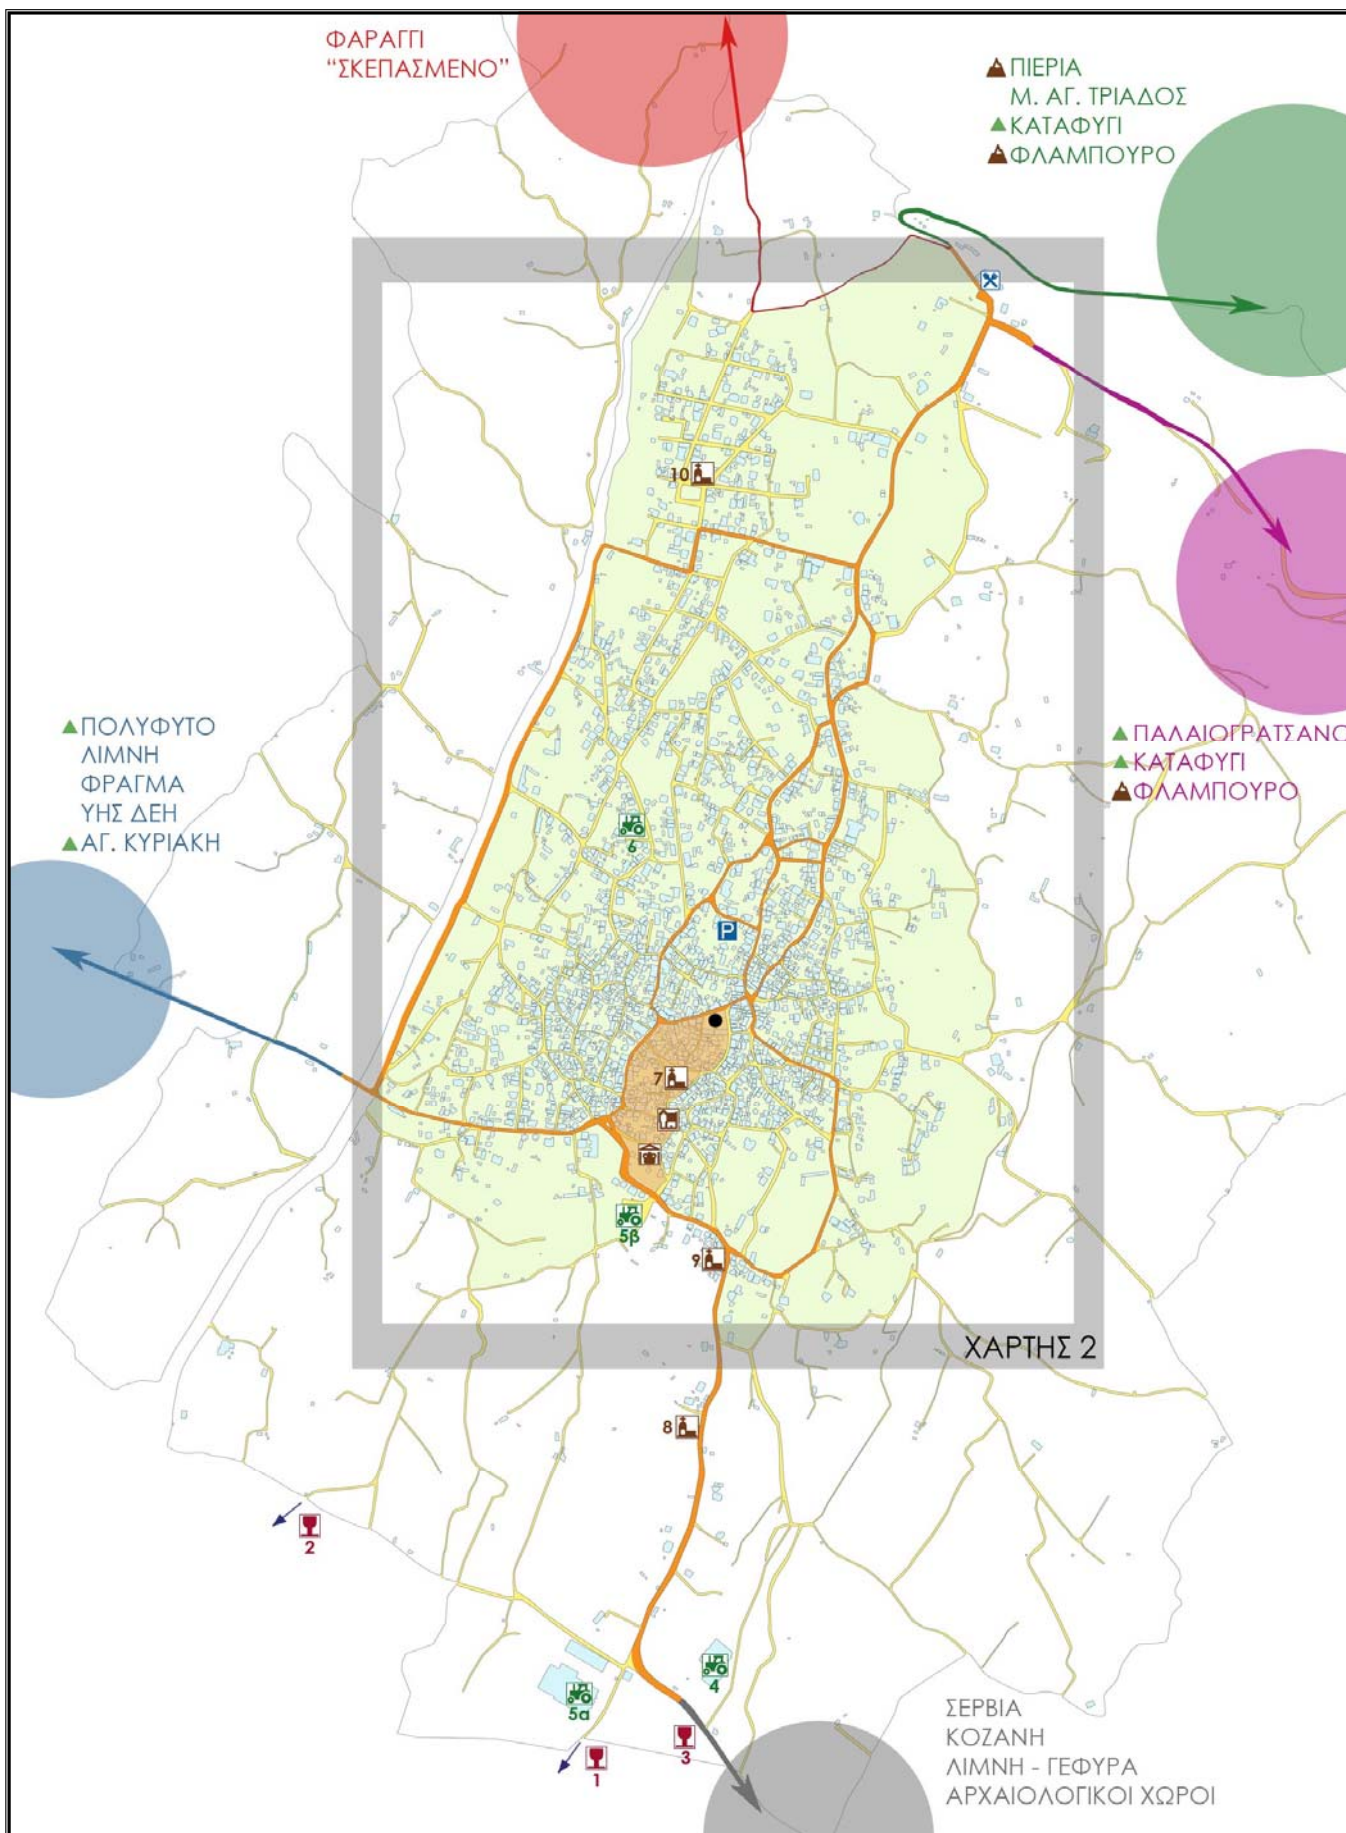 ΦΑΡΑΓΓΙ
“ΣΚΕΠΑΣΜΕΝΟ”
ΠΙΕΡΙΑ
Μ. ΑΓ. ΤΡΙΑΔΟΣ
ΚΑΤΑΦΥΓΙ
ΦΛΑΜΠΟΥΡΟ
10
ΠΟΛΥΦΥΤΟ
ΛΙΜΝΗ
ΦΡΑΓΜΑ
ΥΗΣ ΔΕΗ
ΑΓ. ΚΥΡΙΑΚΗ
ΠΑΛΑΙΟΓΡΑΤΣΑΝΟ
ΚΑΤΑΦΥΓΙ
ΦΛΑΜΠΟΥΡΟ
6
P
7
5β
9
ΧΑΡΤΗΣ 2
8
2
4
5α
3
1
ΣΕΡΒΙΑ
ΚΟΖΑΝΗ
ΛΙΜΝΗ - ΓΕΦΥΡΑ
ΑΡΧΑΙΟΛΟΓΙΚΟΙ ΧΩΡΟΙ